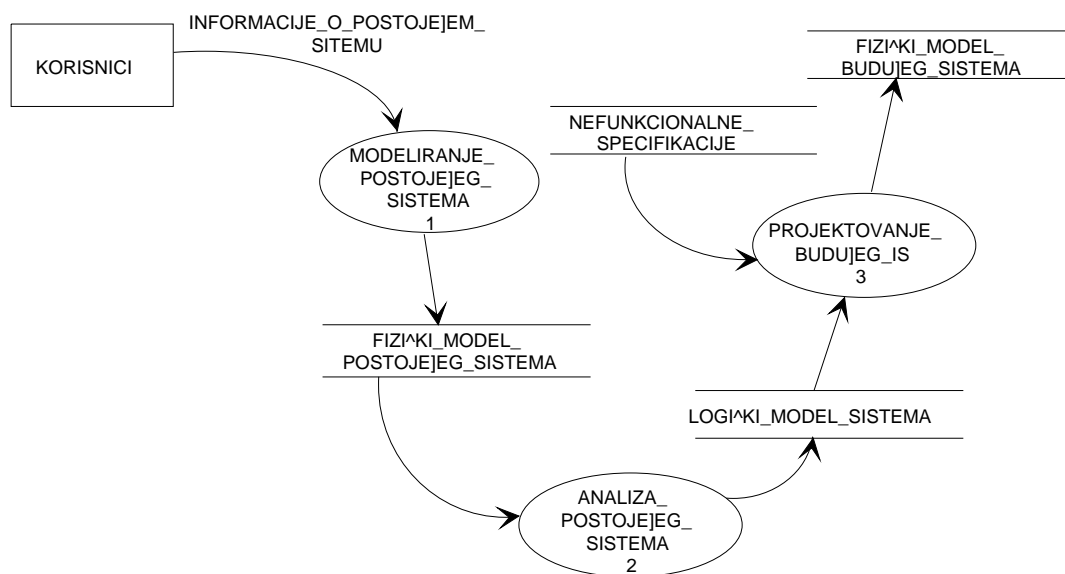 INFORMACIJE_O_POSTOJE]EM_
SITEMU
KORISNICI
FIZI^KI_MODEL_
BUDU]EG_SISTEMA
NEFUNKCIONALNE_
SPECIFIKACIJE
MODELIRANJE_
POSTOJE]EG_
SISTEMA
1
PROJEKTOVANJE_
BUDU]EG_IS
3
FIZI^KI_MODEL_
POSTOJE]EG_SISTEMA
LOGI^KI_MODEL_SISTEMA
ANALIZA_
POSTOJE]EG_
SISTEMA
2